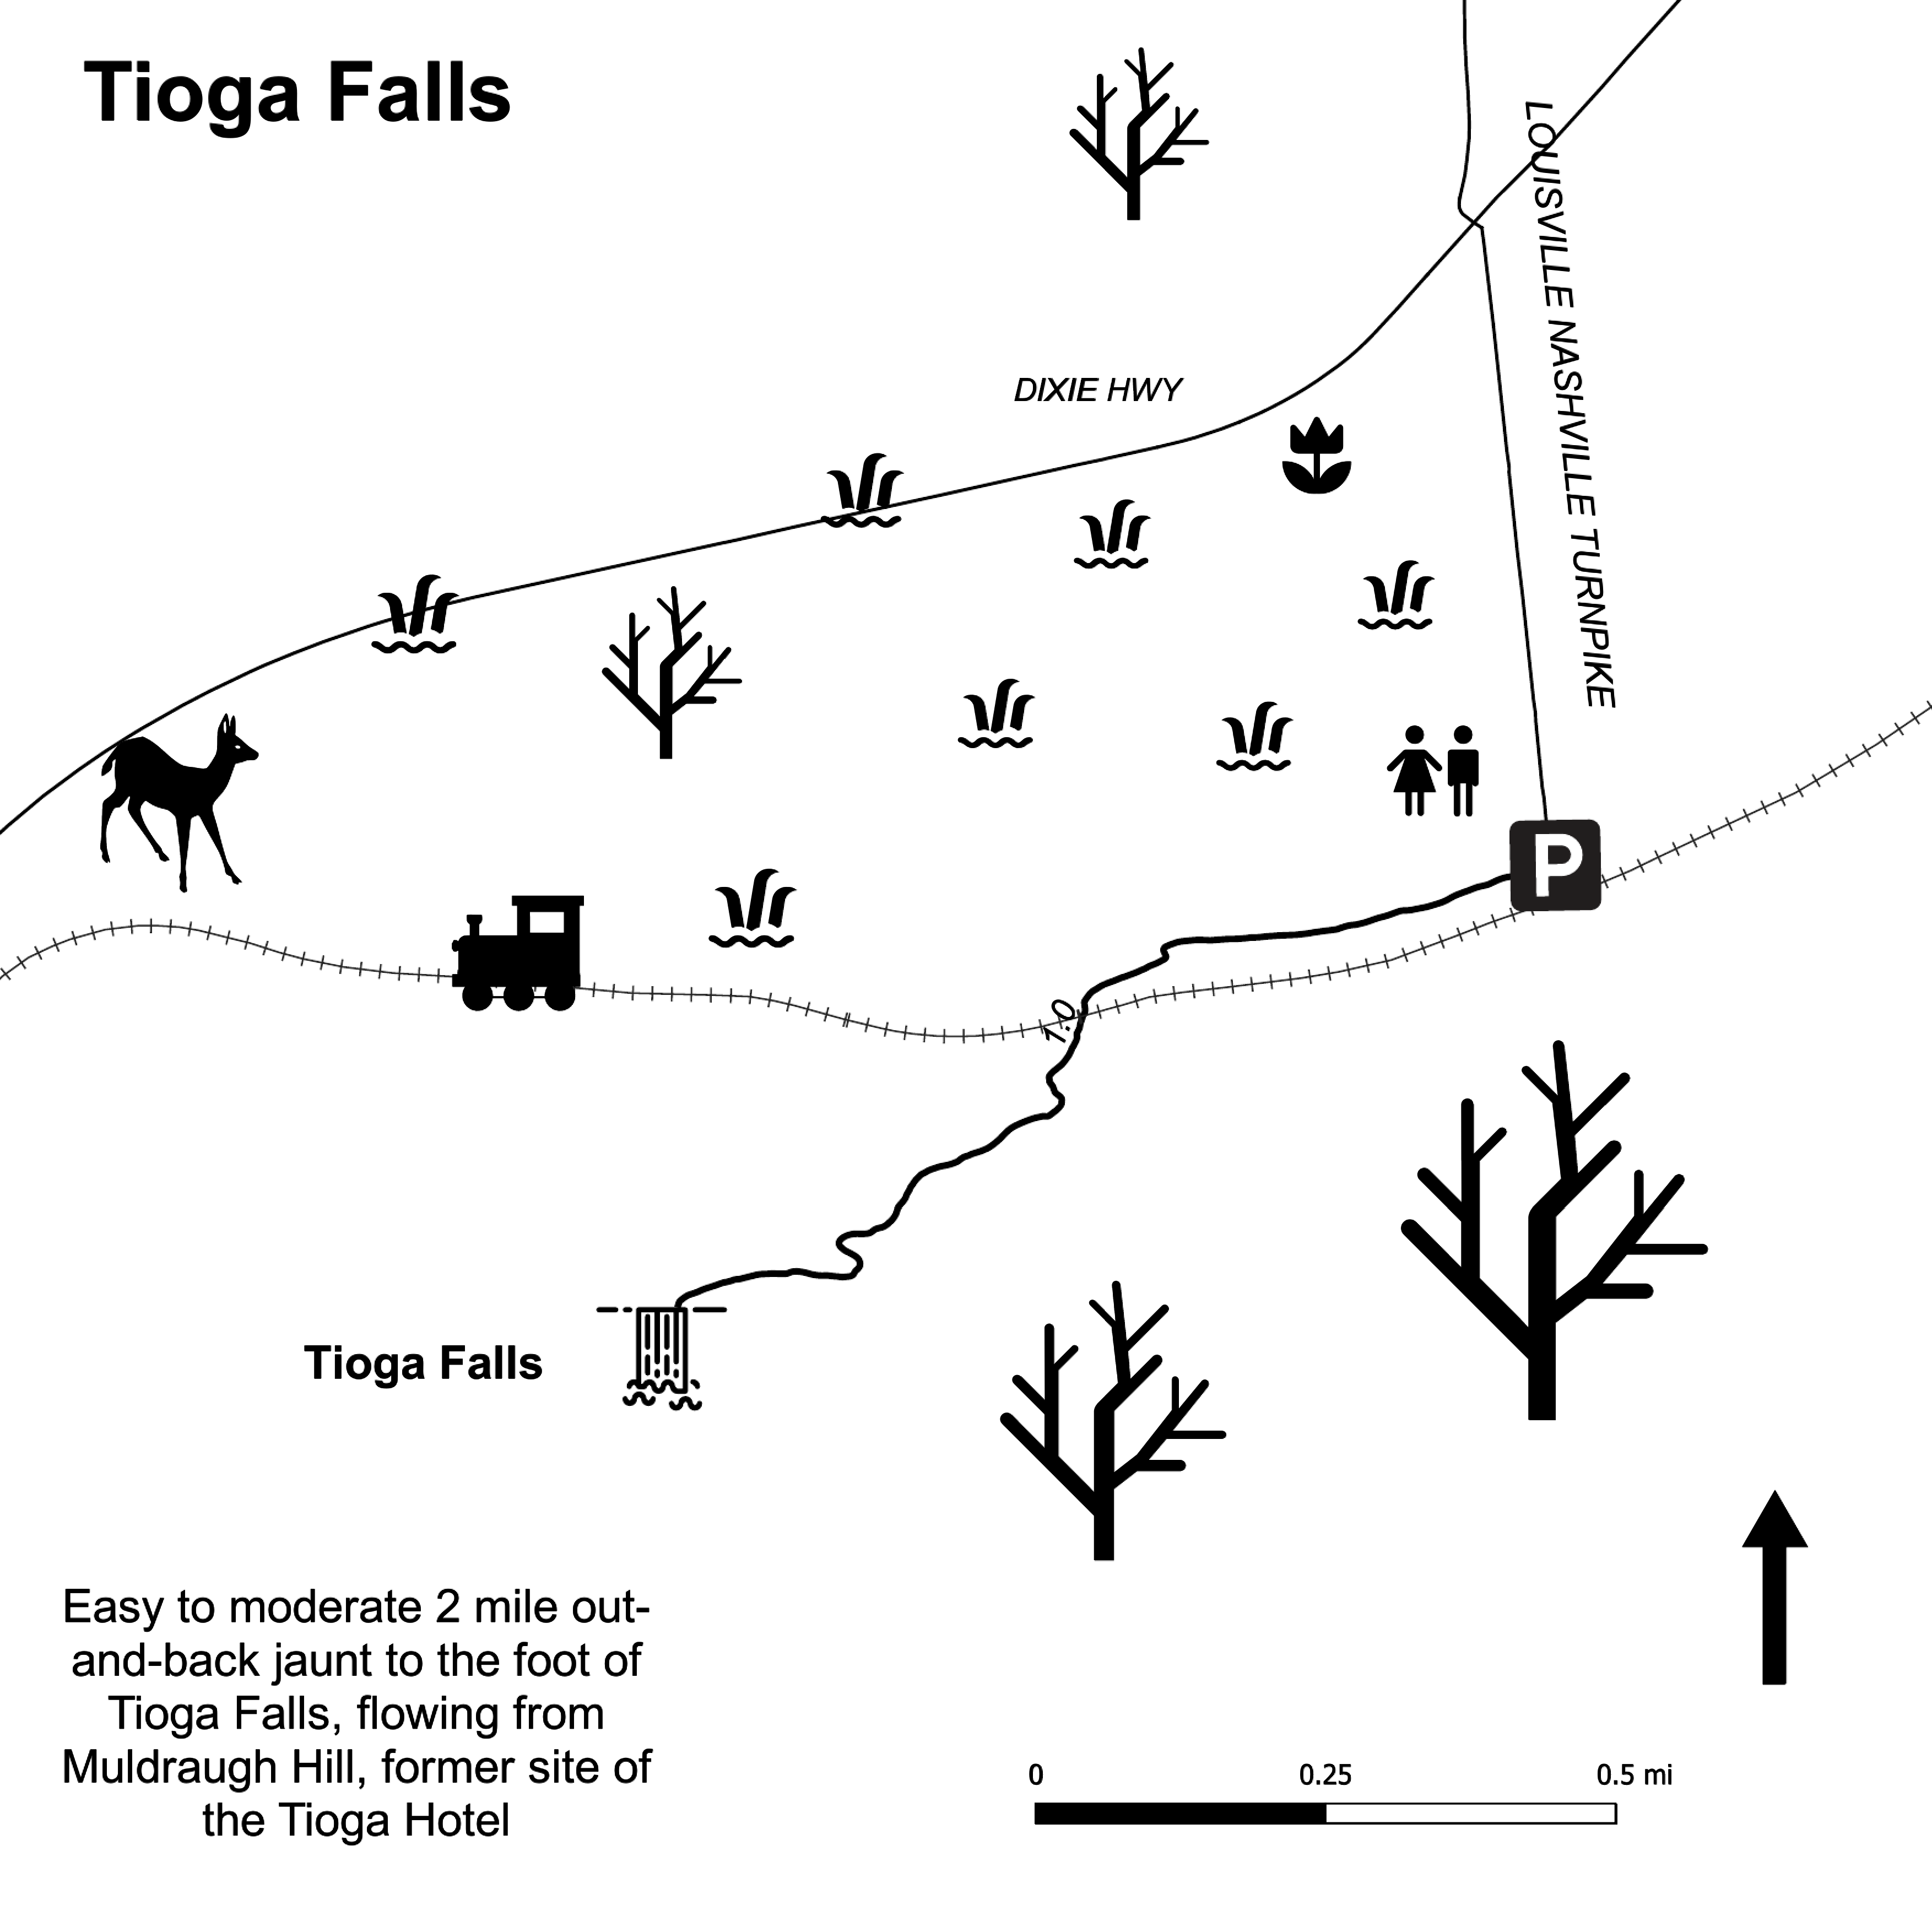 Tioga Falls
LOUISVILLE NASHVILLE TURNPIKE
DIXIE HWY
P
1.0
Tioga Falls
Easy to moderate 2 mile out-
and-back jaunt to the foot of
Tioga Falls, flowing from
Muldraugh Hill, former site of
the Tioga Hotel
0 0.25 0.5 mi